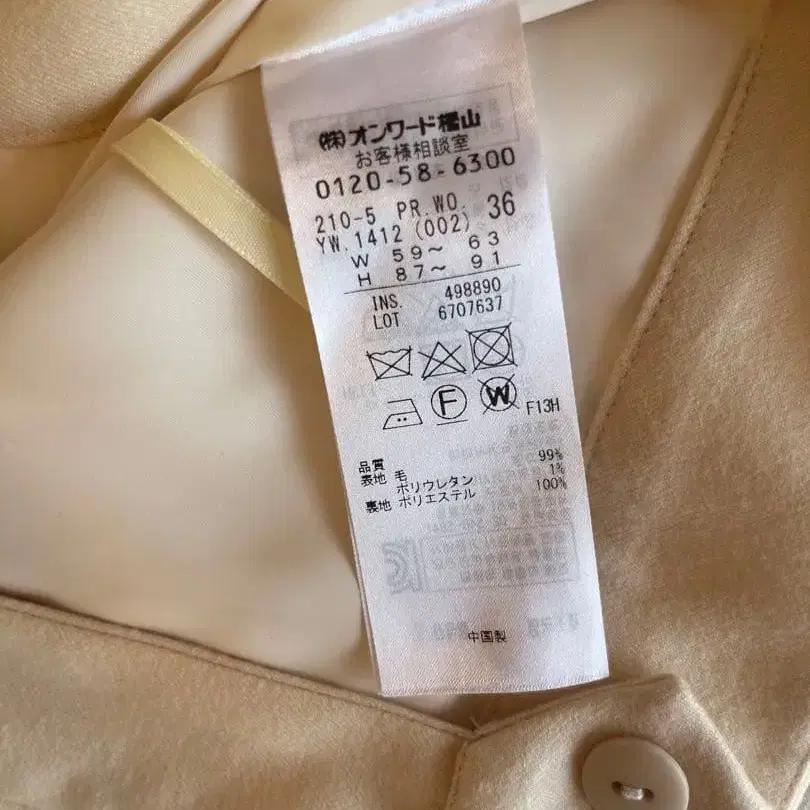 ㈱オンワード樫山
お客様相談室
0120-58-6300
210-5 PR.WO. 36
YW.1412 (002)
W 59〜 63
H 87〜 91
INS. 498890
LOT 6707637
F
W
F13H
品質
表地 毛 99%
ポリウレタン 1%
裏地 ポリエステル 100%
中国製